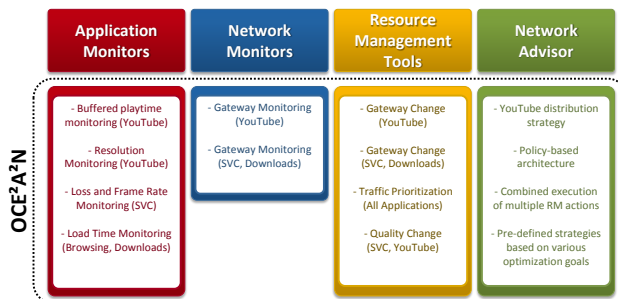 Application
Monitors
Network
Monitors
Resource
Management
Tools
Network
Advisor
OCE²A²N
- Buffered playtime
monitoring (YouTube)
- Resolution
Monitoring (YouTube)
- Loss and Frame Rate
Monitoring (SVC)
- Load Time Monitoring
(Browsing, Downloads)
- Gateway Monitoring
(YouTube)
- Gateway Monitoring
(SVC, Downloads)
- Gateway Change
(YouTube)
- Gateway Change
(SVC, Downloads)
- Traffic Prioritization
(All Applications)
- Quality Change
(SVC, YouTube)
- YouTube distribution
strategy
- Policy-based
architecture
- Combined execution
of multiple RM actions
- Pre-defined strategies
based on various
optimization goals